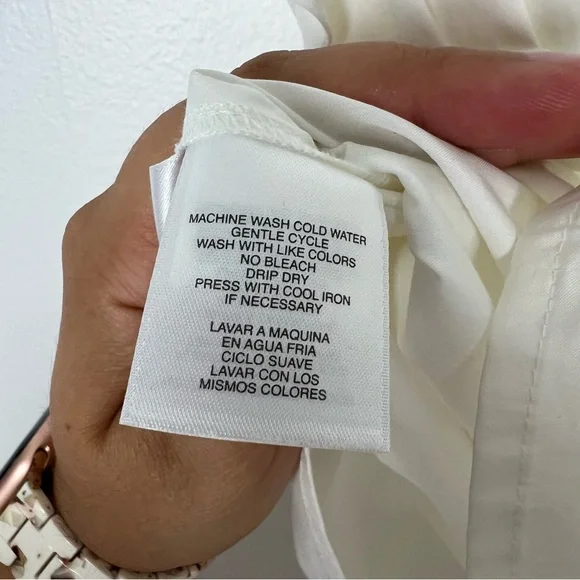 MACHINE WASH COLD WATER
GENTLE CYCLE
WASH WITH LIKE COLORS
NO BLEACH
DRIP DRY
PRESS WITH COOL IRON
IF NECESSARY
LAVAR A MAQUINA
EN AGUA FRIA
CICLO SUAVE
LAVAR CON LOS
MISMOS COLORES